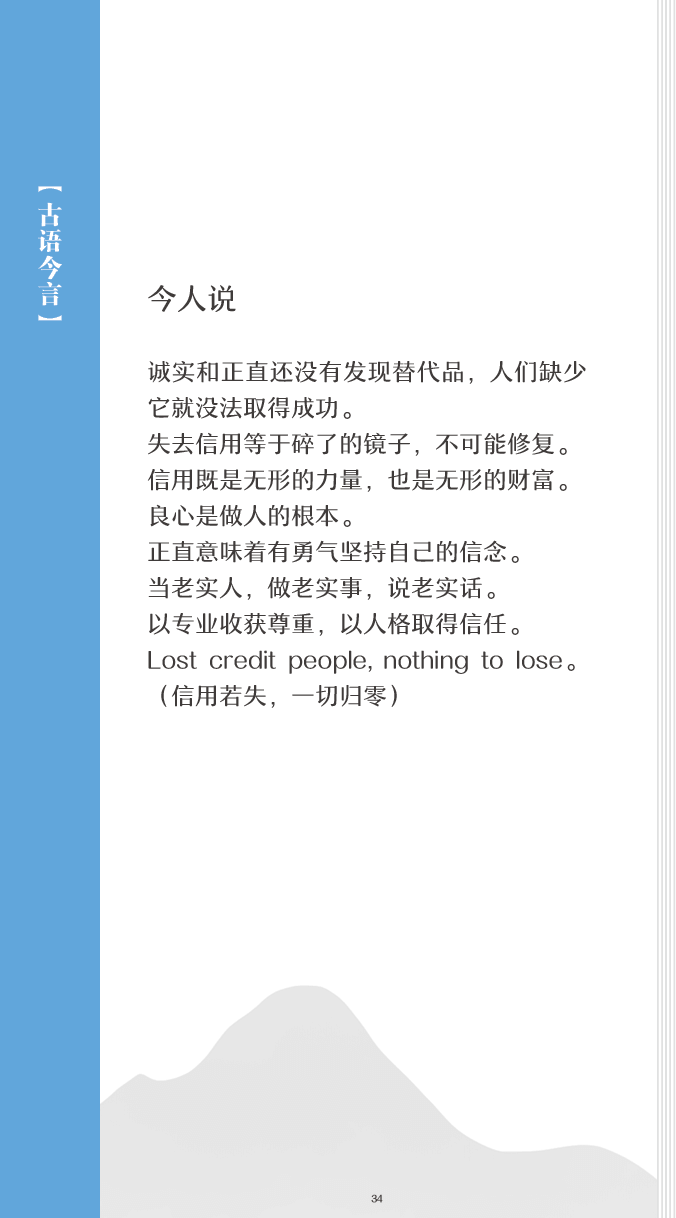 【古语今言】
今人说
诚实和正直还没有发现替代品，人们缺少
它就没法取得成功。
失去信用等于碎了的镜子，不可能修复。
信用既是无形的力量，也是无形的财富。
良心是做人的根本。
正直意味着有勇气坚持自己的信念。
当老实人，做老实事，说老实话。
以专业收获尊重，以人格取得信任。
Lost credit people, nothing to lose。
（信用若失，一切归零）
34